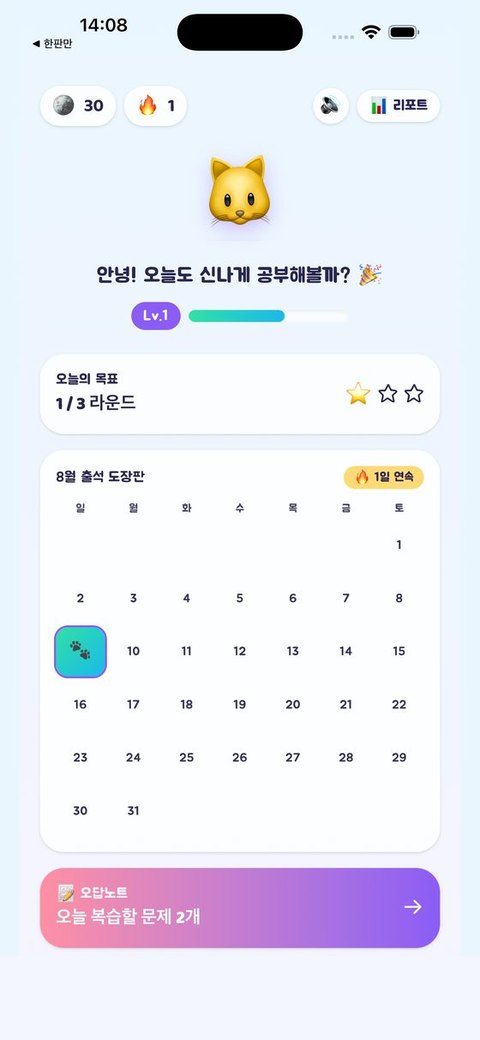 14:08
◀ 한판만
30
1
리포트
안녕! 오늘도 신나게 공부해볼까?
Lv.1
오늘의 목표
1 / 3 라운드
8월 출석 도장판
1일 연속
일 월 화 수 목 금 토
1
2 3 4 5 6 7 8
10 11 12 13 14 15
16 17 18 19 20 21 22
23 24 25 26 27 28 29
30 31
오답노트
오늘 복습할 문제 2개